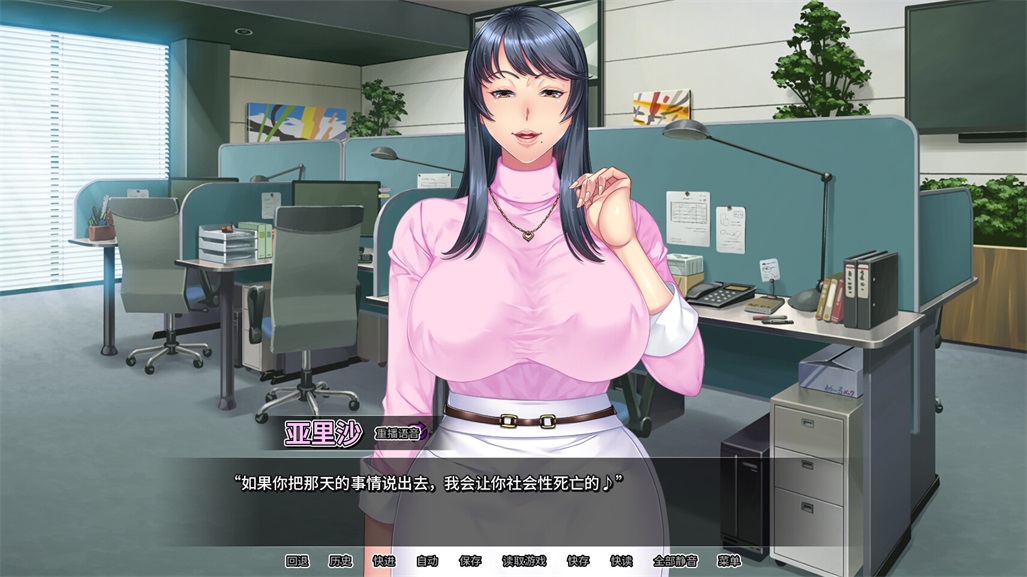 亚里沙
重播语音
“如果你把那天的事情说出去，我会让你社会性死亡的♪”
回退 历史 快进 自动 保存 读取游戏 快存 快读 全部静音 菜单